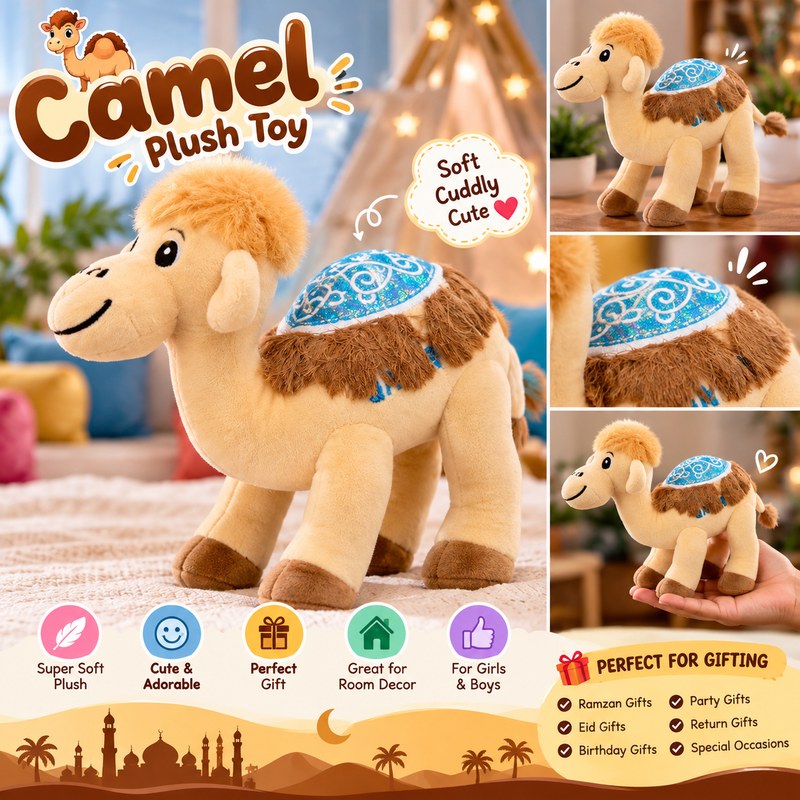 Camel
Plush Toy
Soft
Cuddly
Cute
Super Soft
Plush
Cute &
Adorable
Perfect
Gift
Great for
Room Decor
For Girls
& Boys
PERFECT FOR GIFTING
Ramzan Gifts
Eid Gifts
Birthday Gifts
Party Gifts
Return Gifts
Special Occasions